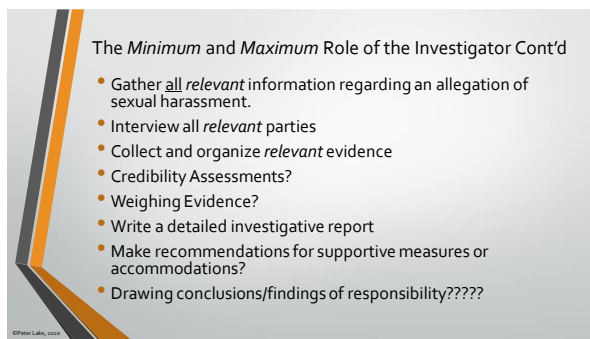 The Minimum and Maximum Role of the Investigator Cont'd
• Gather all relevant information regarding an allegation of
sexual harassment.
• Interview all relevant parties
• Collect and organize relevant evidence
• Credibility Assessments?
• Weighing Evidence?
• Write a detailed investigative report
• Make recommendations for supportive measures or
accommodations?
• Drawing conclusions/findings of responsibility?????
©Peter Lake, 2020